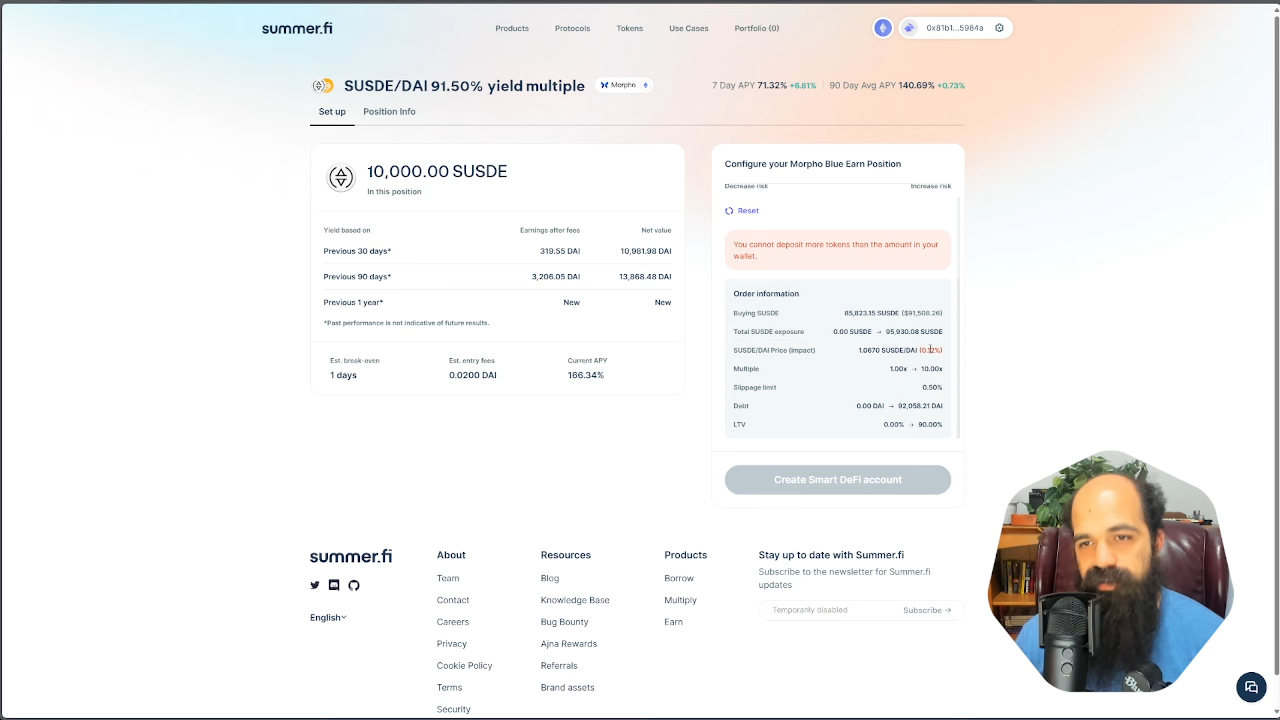 summer.fi
Products Protocols Tokens Use Cases Portfolio (0)
0x81b1...5984a
SUSDE/DAI 91.50% yield multiple
Morpho
7 Day APY 71.32% +6.81% 90 Day Avg APY 140.69% +0.73%
Set up Position Info
10,000.00 SUSDE
In this position
Yield based on Earnings after fees Net value
Previous 30 days* 319.55 DAI 10,981.98 DAI
Previous 90 days* 3,206.05 DAI 13,868.48 DAI
Previous 1 year* New New
*Past performance is not indicative of future results.
Est. break-even Est. entry fees Current APY
1 days 0.0200 DAI 166.34%
Configure your Morpho Blue Earn Position
Decrease risk Increase risk
Reset
You cannot deposit more tokens than the amount in your
wallet.
Order information
Buying SUSDE 85,823.15 SUSDE ($91,508.26)
Total SUSDE exposure 0.00 SUSDE → 95,930.08 SUSDE
SUSDE/DAI Price (impact) 1.0670 SUSDE/DAI
Multiple 1.00x → 10.00x
Slippage limit 0.50%
Debt 0.00 DAI → 92,058.21 DAI
LTV 0.00% → 90.00%
Create Smart DeFi account
summer.fi
English
About
Team
Contact
Careers
Privacy
Cookie Policy
Terms
Security
Resources
Blog
Knowledge Base
Bug Bounty
Ajna Rewards
Referrals
Brand assets
Products
Borrow
Multiply
Earn
Stay up to date with Summer.fi
Subscribe to the newsletter for Summer.fi
updates
Temporarily disabled Subscribe →
Blue